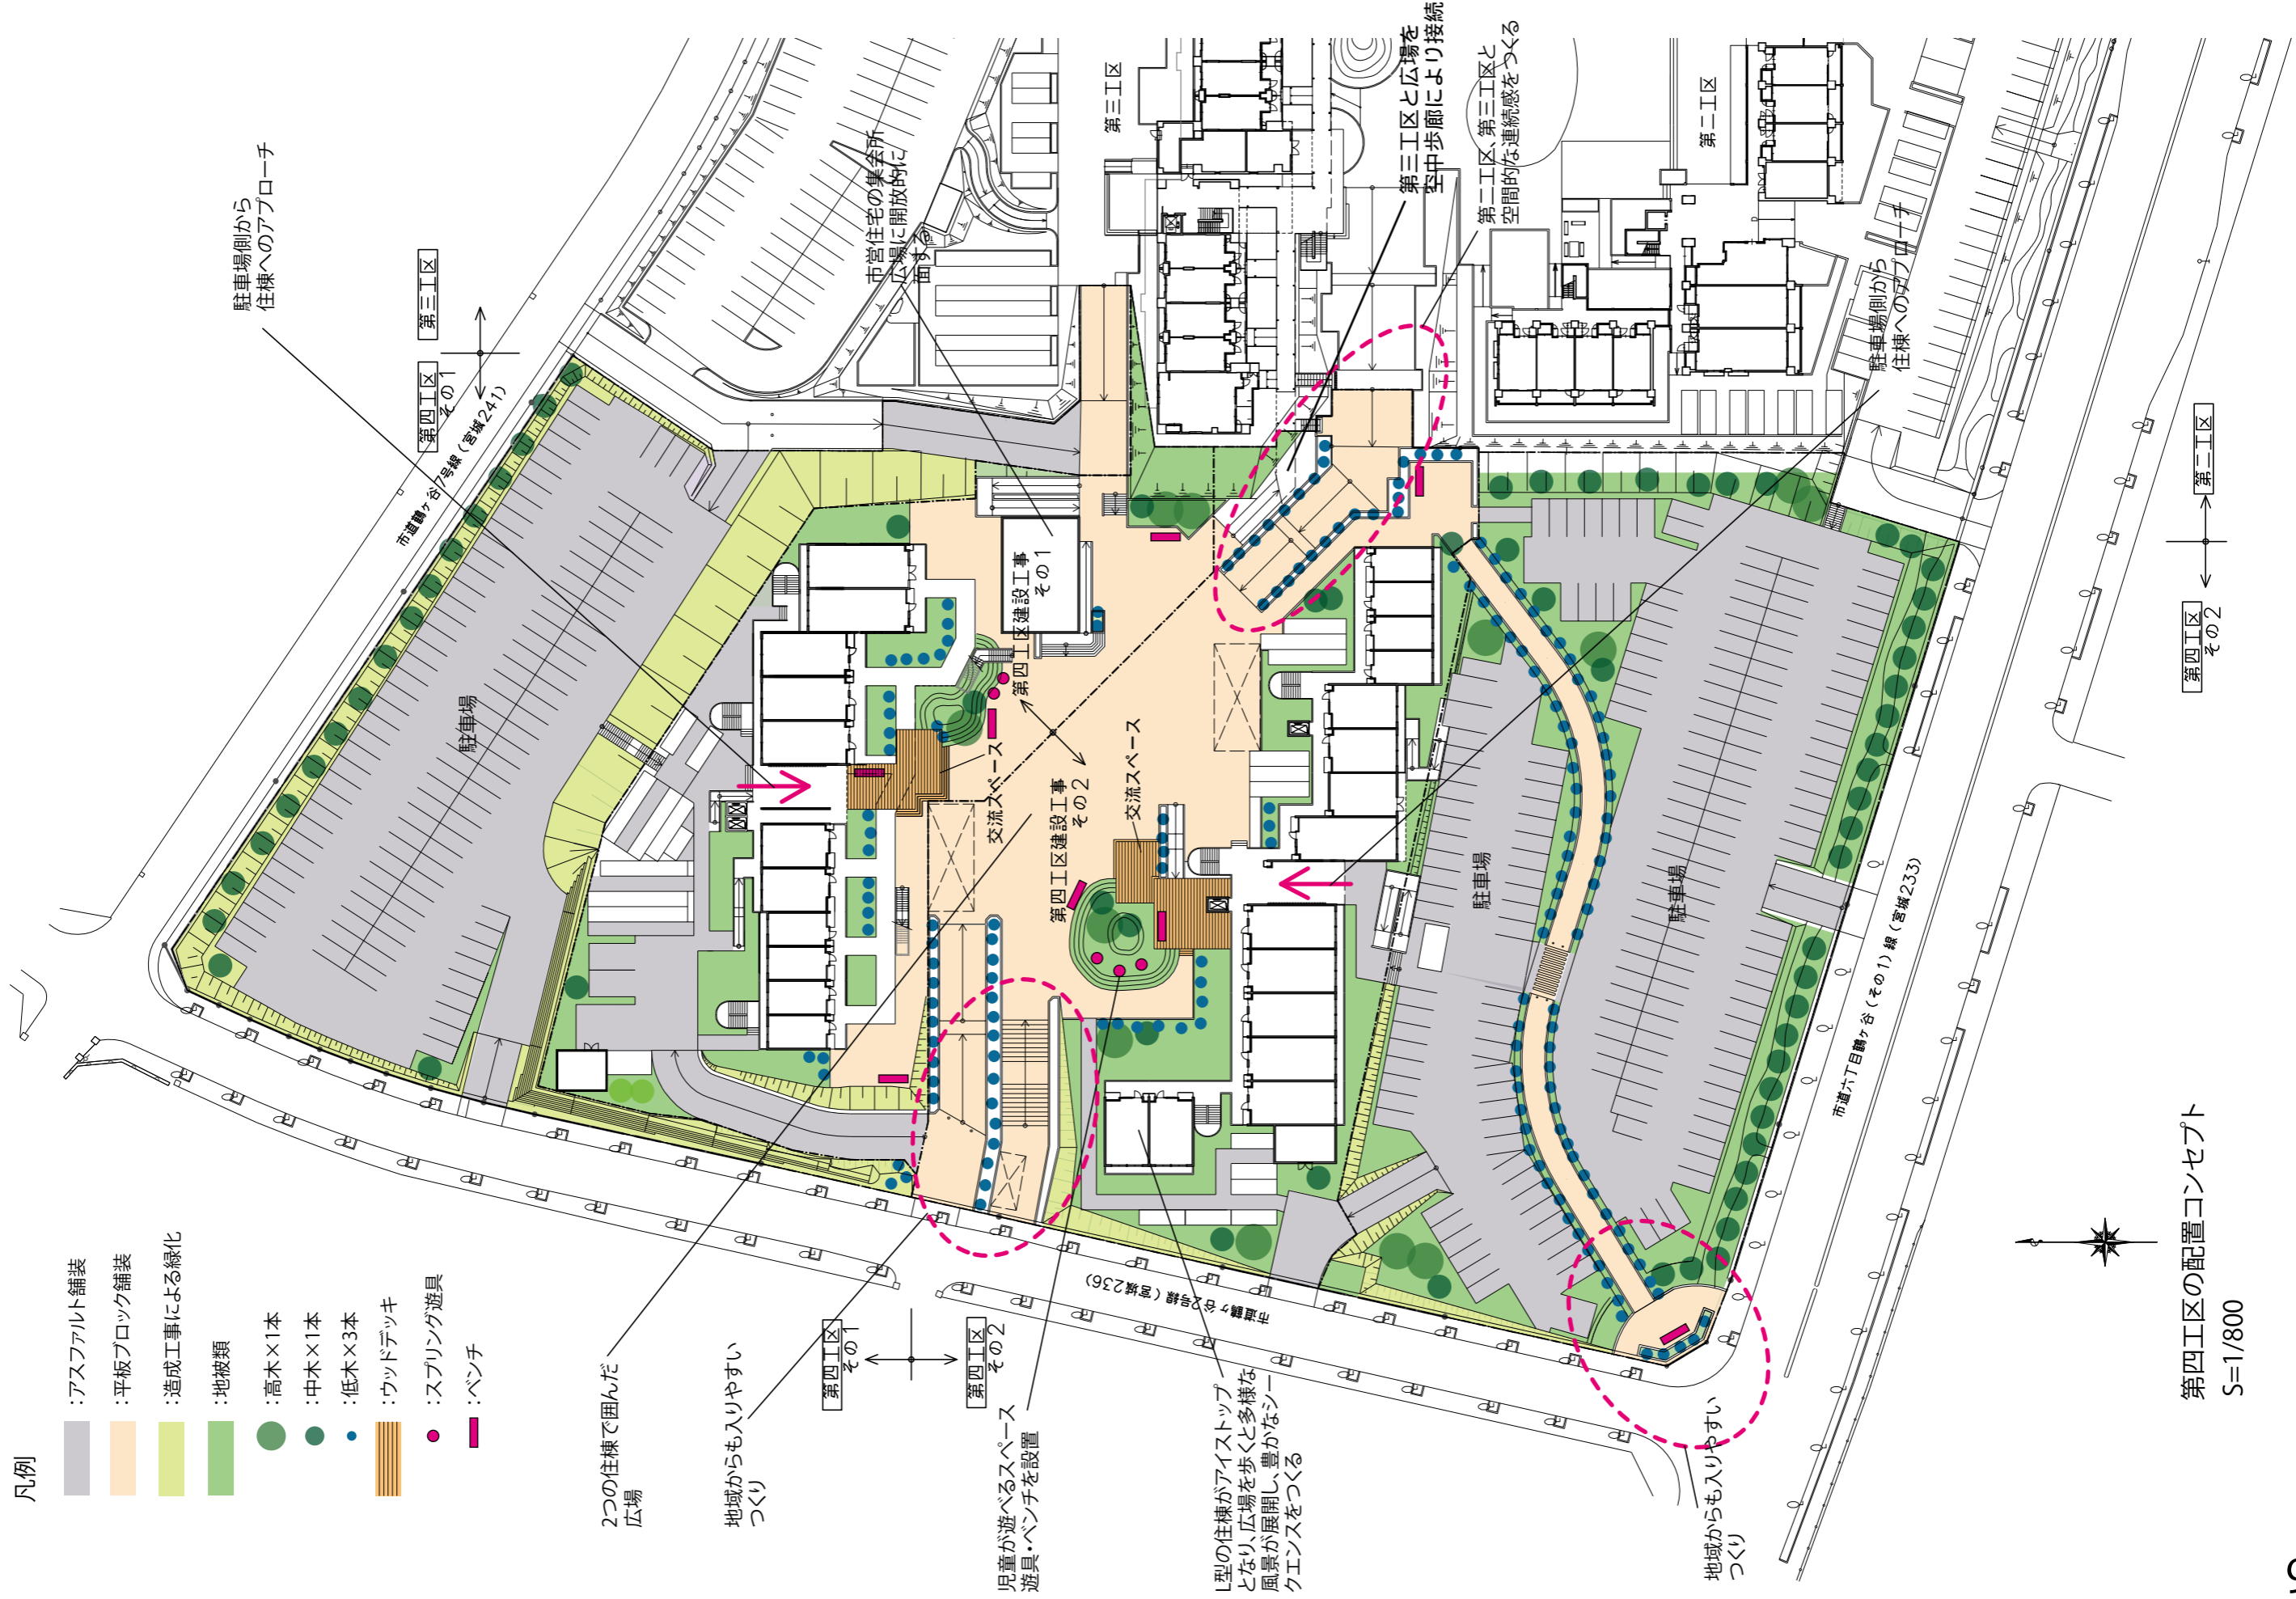 凡例
：アスファルト舗装
：平板ブロック舗装
：造成工事による緑化
：地被類
：高木×1本
：中木×1本
：低木×3本
：ウッドデッキ
：スプリング遊具
：ベンチ
2つの住棟で囲んだ
広場
地域からも入りやすい
つくり
児童が遊べるスペース
遊具・ベンチを設置
L型の住棟がアイストップ
となり、広場を歩くと多様な
風景が展開し、豊かなシー
クエンスをつくる
地域からも入りやすい
つくり
第四工区
その1
第四工区
その2
市道鶴ヶ谷2号線（宮城236）
駐車場側から
住棟へのアプローチ
第三工区
第四工区
その1
市道鶴ヶ谷7号線（宮城241）
駐車場
市営住宅の集会所
広場に開放的に
面する
第三工区
第三工区と広場を
空中歩廊により接続
第二工区、第三工区と
空間的な連続感をつくる
第二工区
駐車場側から
住棟へのアプローチ
第四工区建設工事
その1
第四工区建設工事
その2
交流スペース
交流スペース
駐車場
駐車場
市道六丁目鶴ヶ谷（その1）線（宮城233）
第二工区
第四工区
その2
第四工区の配置コンセプト
S=1/800